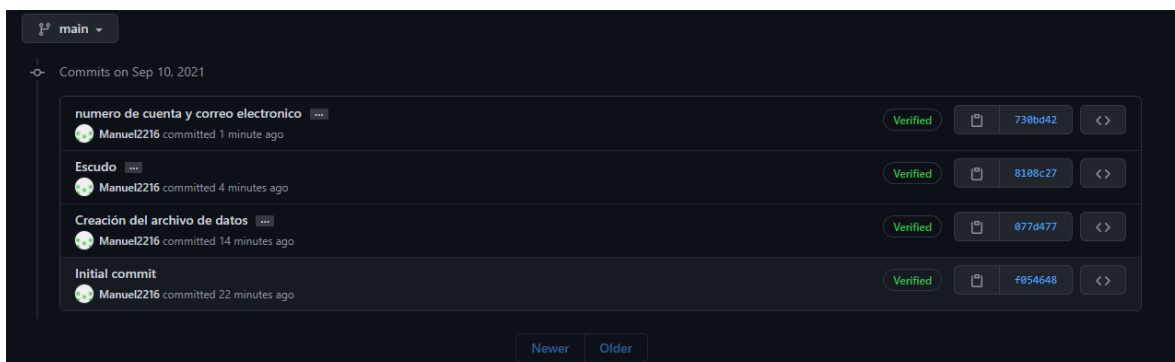 main
Commits on Sep 10, 2021
numero de cuenta y correo electronico ...
Manuel2216 committed 1 minute ago
Verified
730bd42
Escudo ...
Manuel2216 committed 4 minutes ago
Verified
8108c27
Creación del archivo de datos ...
Manuel2216 committed 14 minutes ago
Verified
077d477
Initial commit
Manuel2216 committed 22 minutes ago
Verified
f054648
Newer Older